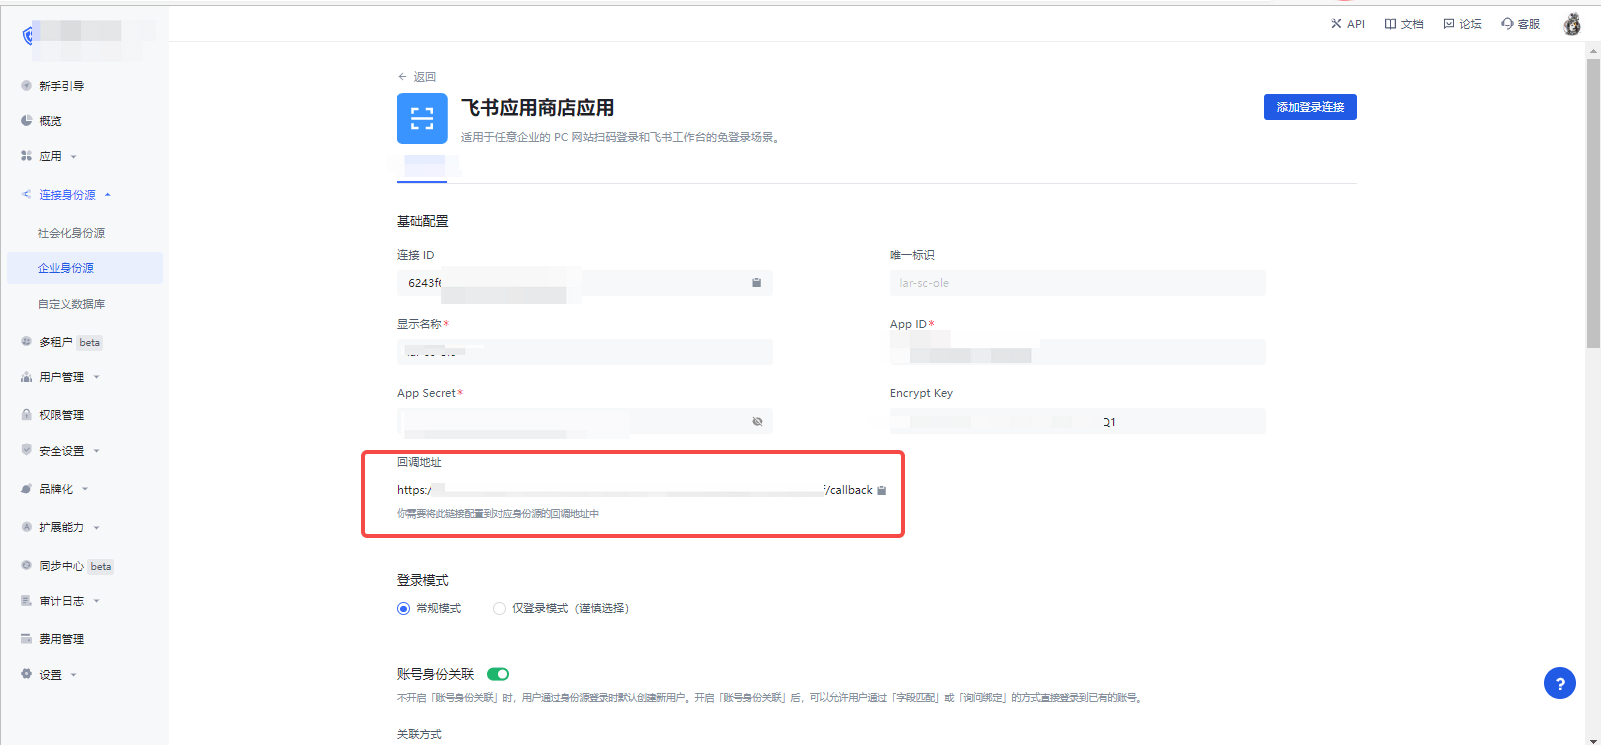 API
文档
论坛
客服
新手引导
概览
应用
连接身份源
社会化身份源
企业身份源
自定义数据库
多租户 beta
用户管理
权限管理
安全设置
品牌化
扩展能力
同步中心 beta
审计日志
费用管理
设置
返回
飞书应用商店应用
适用于任意企业的 PC 网站扫码登录和飞书工作台的免登录场景。
添加登录连接
基础配置
连接 ID
唯一标识
6243f6
lar-sc-ole
显示名称*
App ID*
App Secret*
Encrypt Key
Q1
回调地址
https:/
/callback
你需要将此链接配置到对应身份源的回调地址中
登录模式
常规模式
仅登录模式（谨慎选择）
账号身份关联
不开启「账号身份关联」时，用户通过身份源登录时默认创建新用户。开启「账号身份关联」后，可以允许用户通过「字段匹配」或「询问绑定」的方式直接登录到已有的账号。
关联方式
?